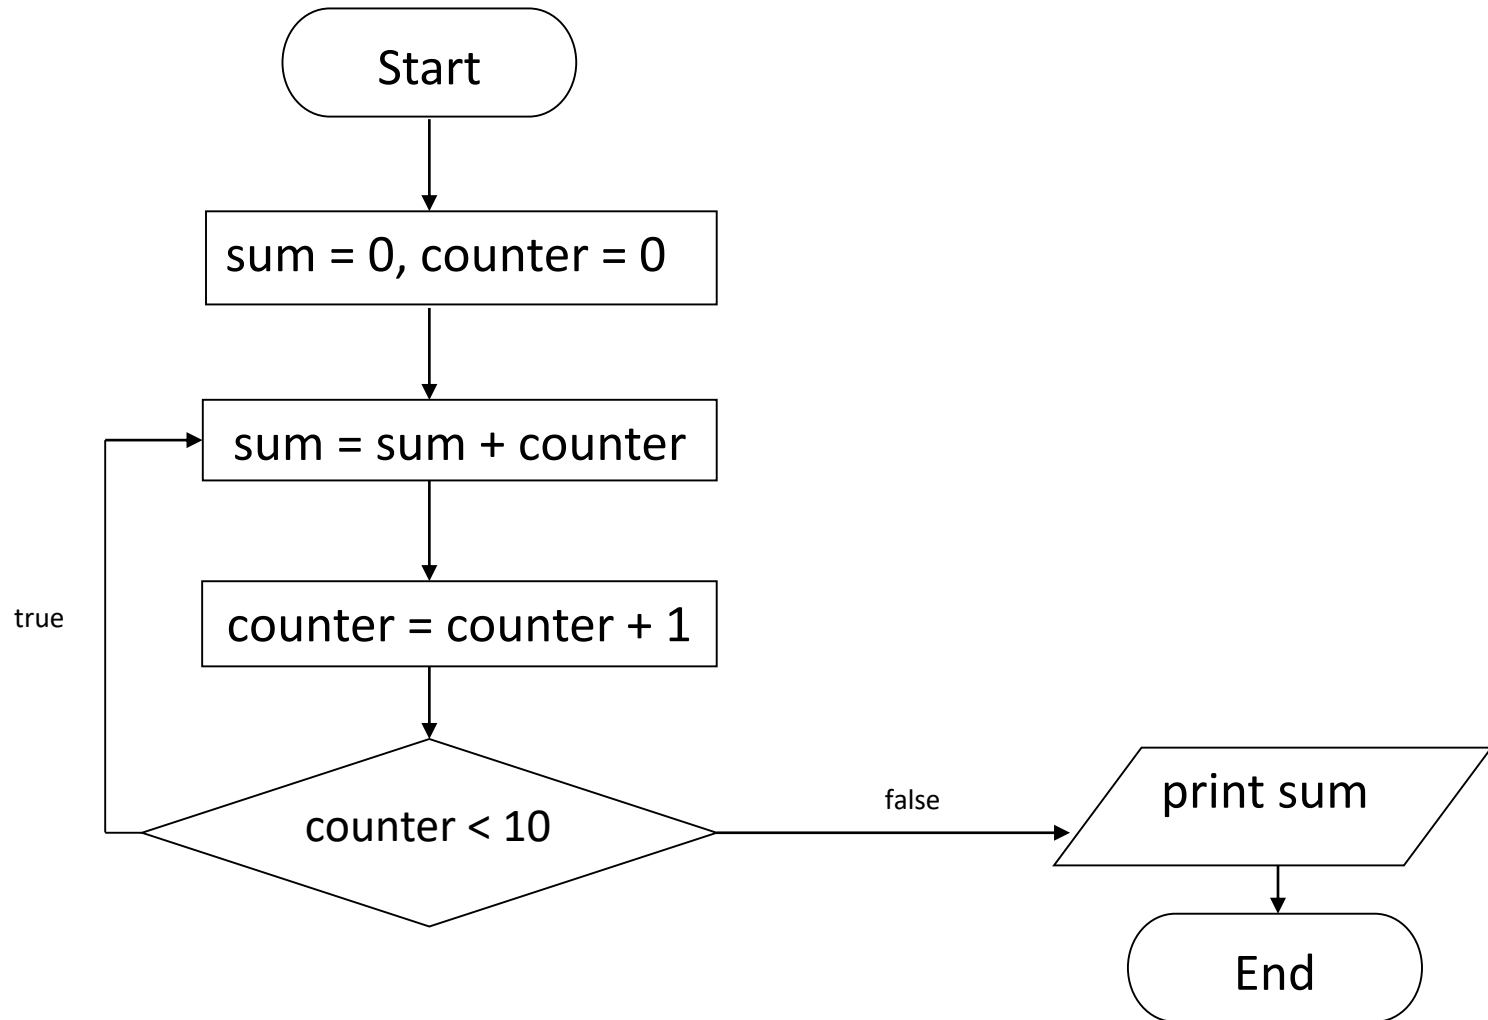 Start
sum = 0, counter = 0
sum = sum + counter
counter = counter + 1
true
counter < 10
false
print sum
End